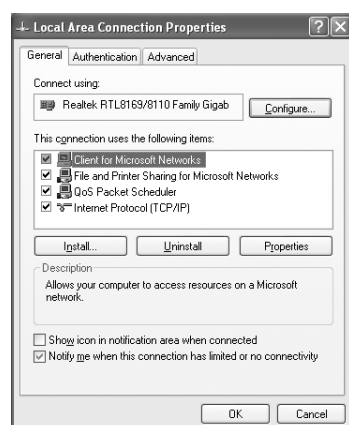 Local Area Connection Properties
General Authentication Advanced
Connect using:
Realtek RTL8169/8110 Family Gigab Configure...
This connection uses the following items:
Client for Microsoft Networks
File and Printer Sharing for Microsoft Networks
QoS Packet Scheduler
Internet Protocol (TCP/IP)
Install... Uninstall Properties
Description
Allows your computer to access resources on a Microsoft
network.
Show icon in notification area when connected
Notify me when this connection has limited or no connectivity
OK Cancel